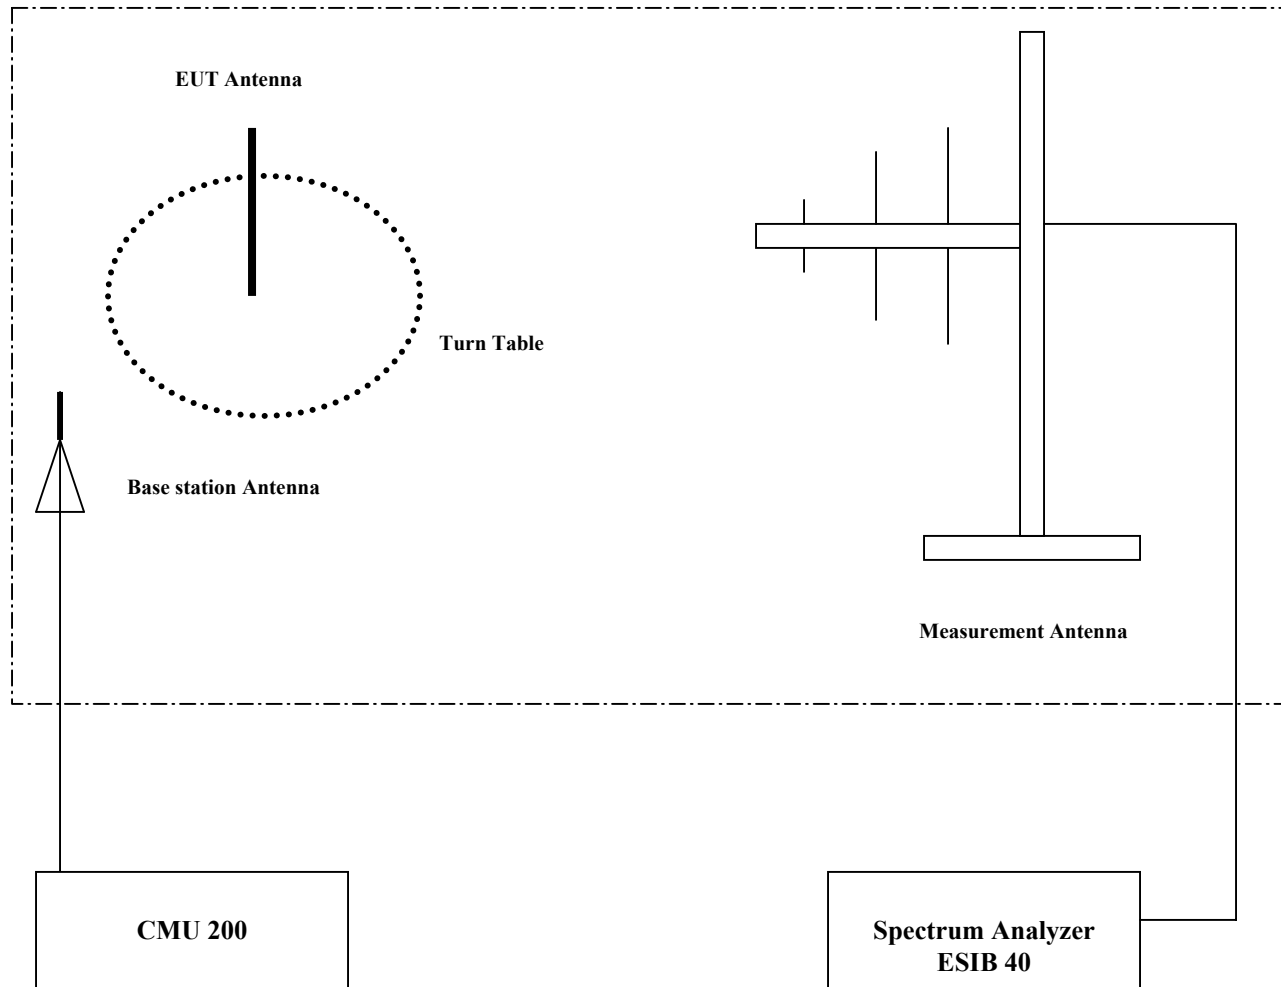 EUT Antenna
Turn Table
Base station Antenna
Measurement Antenna
CMU 200
Spectrum Analyzer
ESIB 40